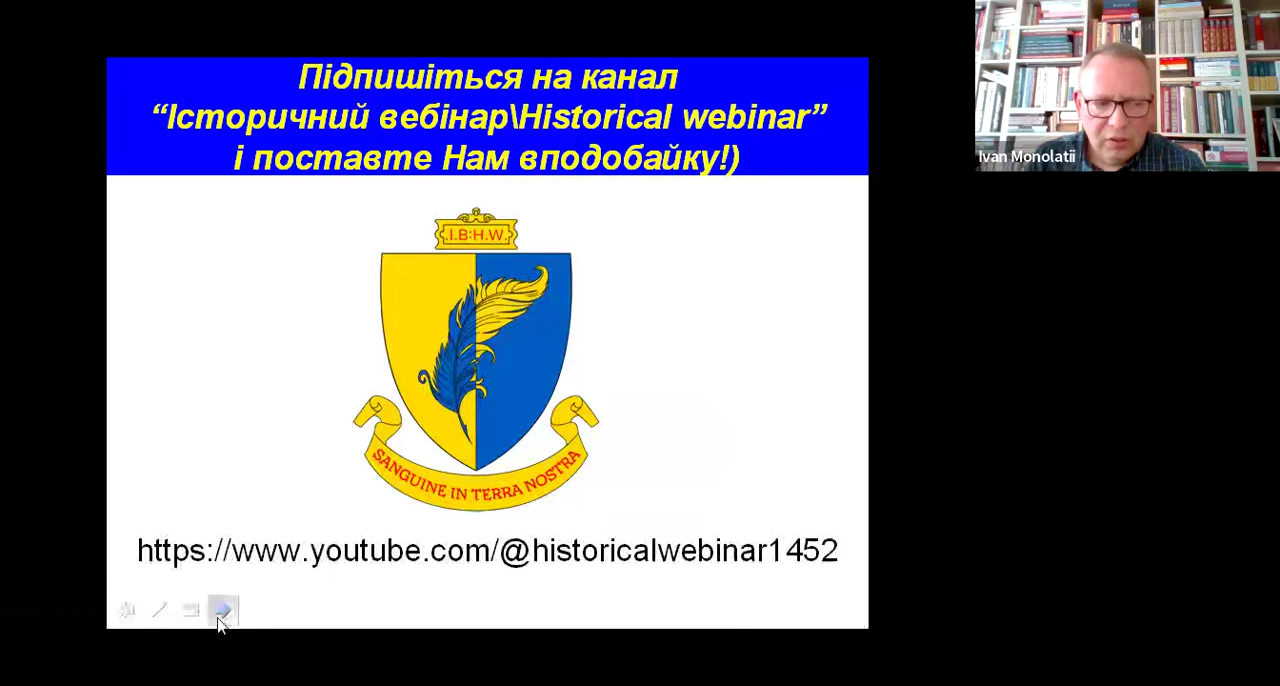 Підпишіться на канал
“Історичний вебінар\Historical webinar”
і поставте Нам вподобайку!)
Ivan Monolatii
.I.B:H.W.
SANGUINE IN TERRA NOSTRA
https://www.youtube.com/@historicalwebinar1452